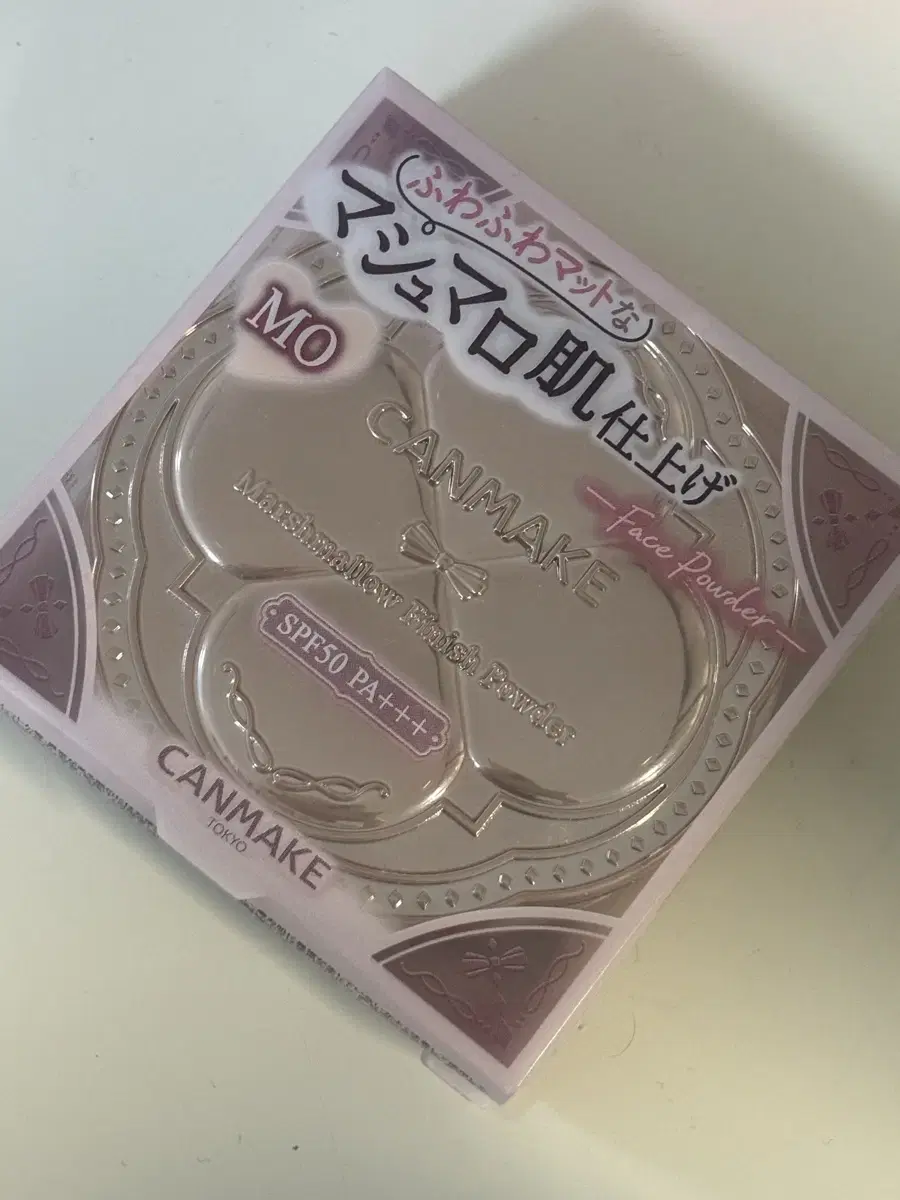 ふわふわマットな
マシュマロ肌仕上げ
—Face Powder—
MO
CANMAKE
Marshmallow Finish Powder
SPF50 PA+++
CANMAKE
TOKYO